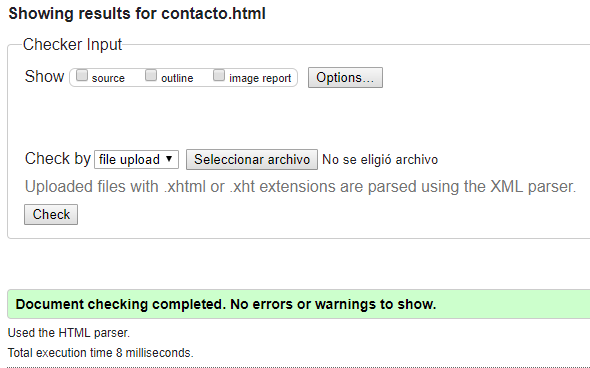 Showing results for contacto.html
Checker Input
Show source outline image report Options...
Check by file upload Seleccionar archivo No se eligió archivo
Uploaded files with .xhtml or .xht extensions are parsed using the XML parser.
Check
Document checking completed. No errors or warnings to show.
Used the HTML parser.
Total execution time 8 milliseconds.